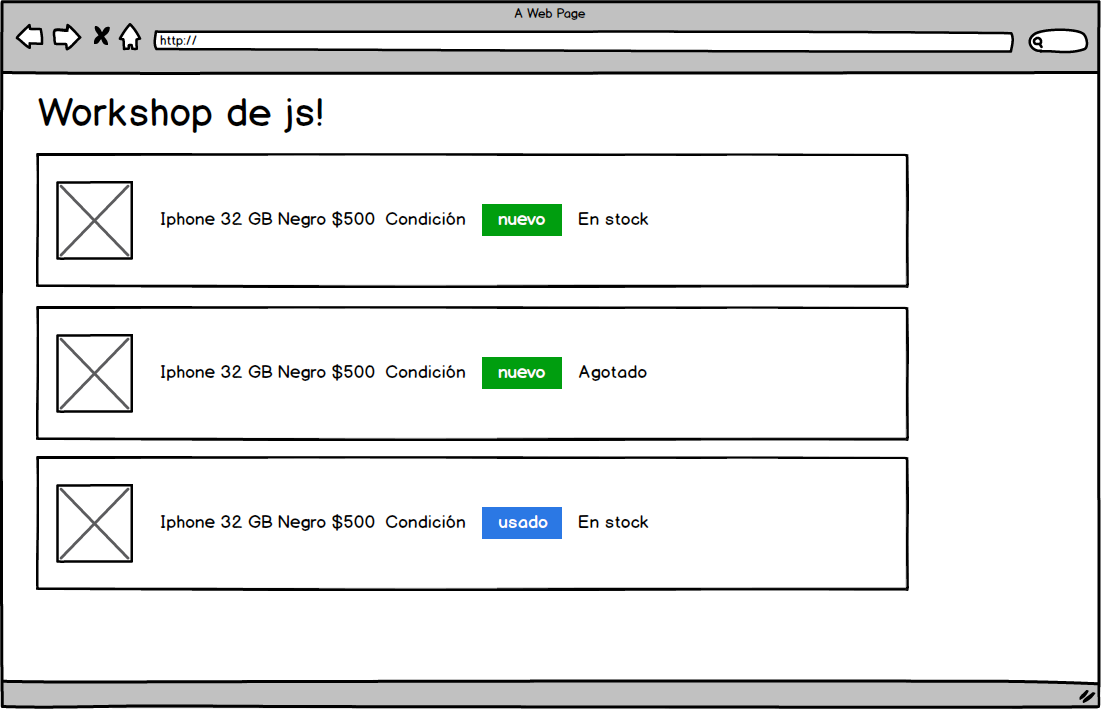 A Web Page
http://
Workshop de js!
Iphone 32 GB Negro $500 Condición nuevo En stock
Iphone 32 GB Negro $500 Condición nuevo Agotado
Iphone 32 GB Negro $500 Condición usado En stock